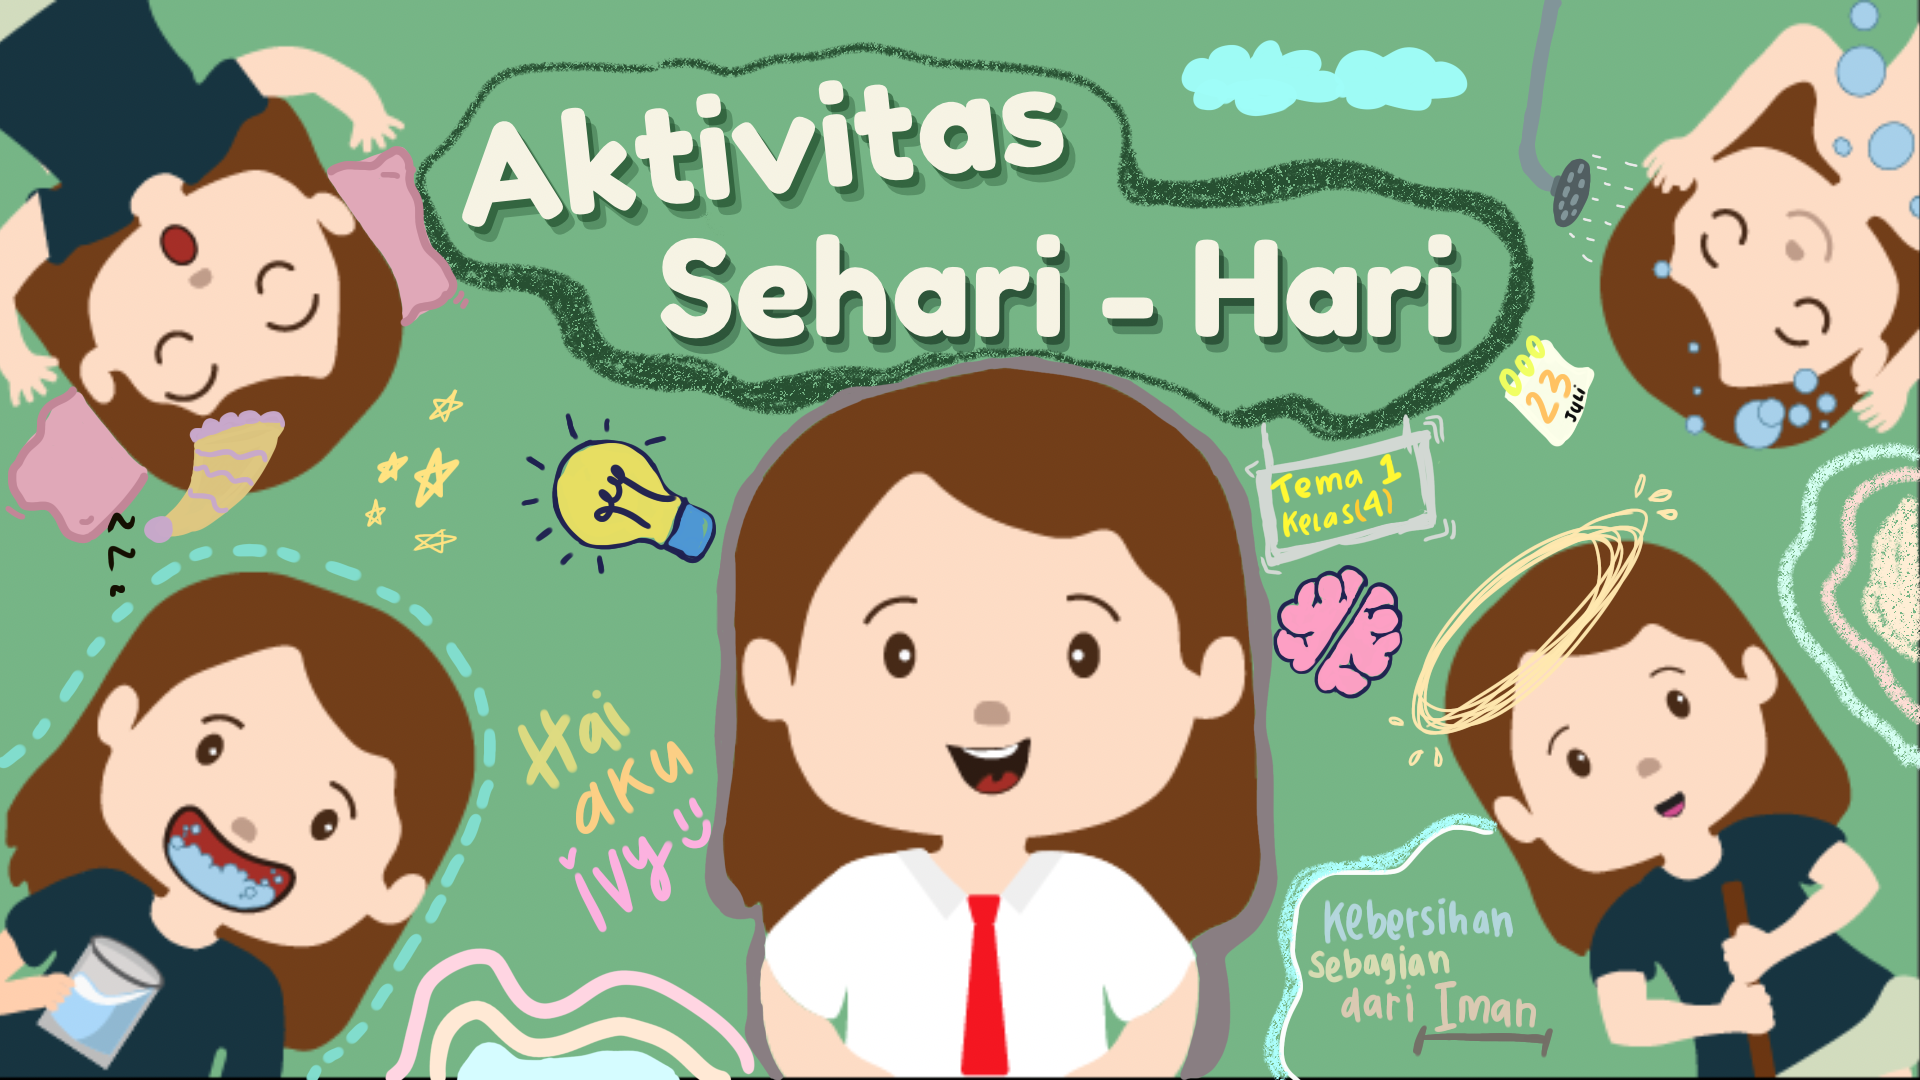 Aktivitas
Sehari - Hari
23
Juli
Tema 1
Kelas(4)
Hai
aku
ivy
Kebersihan
Sebagian
dari Iman